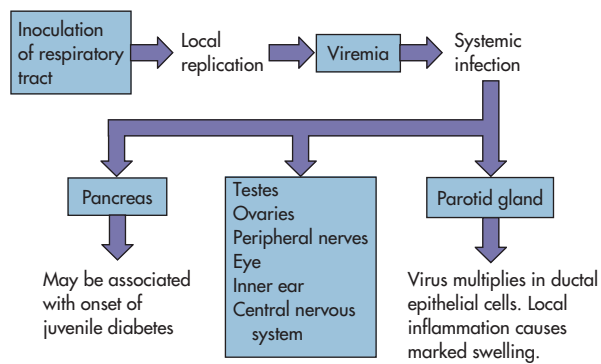 Inoculation
of respiratory
tract
Local
replication
Viremia
Systemic
infection
Pancreas
Testes
Ovaries
Peripheral nerves
Eye
Inner ear
Central nervous
system
Parotid gland
May be associated
with onset of
juvenile diabetes
Virus multiplies in ductal
epithelial cells. Local
inflammation causes
marked swelling.